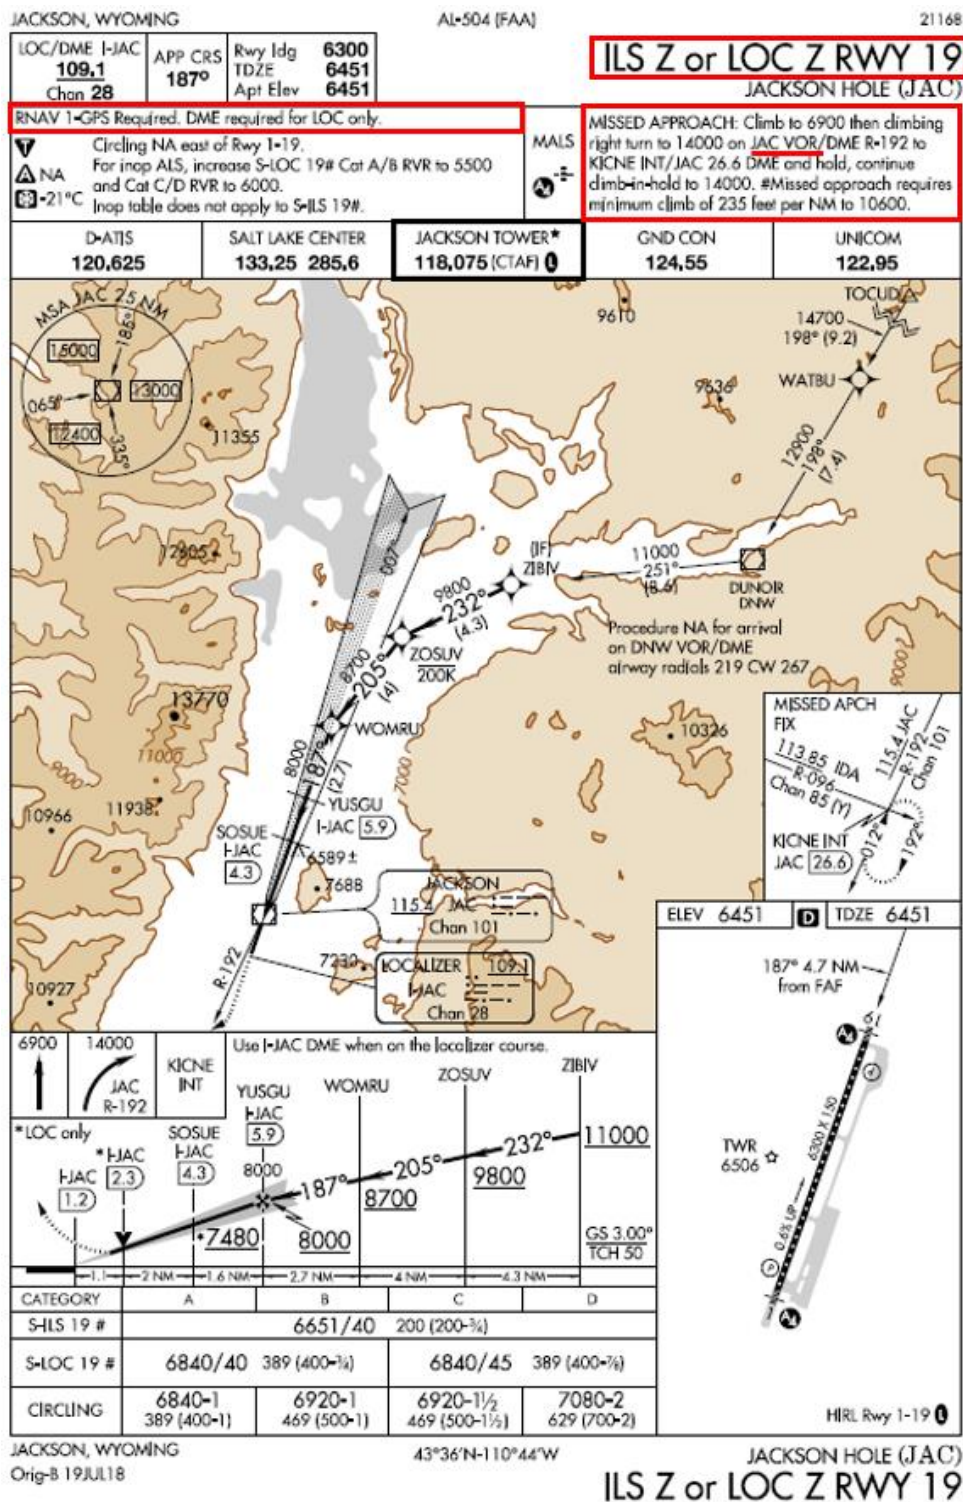 JACKSON, WYOMING
AL-504 (FAA)
21168
LOC/DME I-JAC
109.1
Chan 28
APP CRS
187°
Rwy ldg 6300
TDZE 6451
Apt Elev 6451
ILS Z or LOC Z RWY 19
JACKSON HOLE (JAC)
RNAV 1-GPS Required. DME required for LOC only.
T
A NA
-21°C
Circling NA east of Rwy 1-19.
For inop ALS, increase S-LOC 19# Cat A/B RVR to 5500
and Cat C/D RVR to 6000.
Inop table does not apply to S-ILS 19#.
MALS
MISSED APPROACH: Climb to 6900 then climbing
right turn to 14000 on JAC VOR/DME R-192 to
KICNE INT/JAC 26.6 DME and hold, continue
climb-in-hold to 14000. #Missed approach requires
minimum climb of 235 feet per NM to 10600.
D-ATIS
120.625
SALT LAKE CENTER
133.25 285.6
JACKSON TOWER*
118.075 (CTAF) L
GND CON
124.55
UNICOM
122.95
MSA JAC 25 NM
185°
15000
13000
065°
12400
335°
11355
9610
9636
TOCUD
14700
198° (9.2)
WATBU
12900
198°
(7.4)
12805
007°
(IF)
ZIBIV
11000
251°
(8.6)
DUNOR
DNW
9800
232°
(4.3)
ZOSUV
200K
Procedure NA for arrival
on DNW VOR/DME
airway radials 219 CW 267
8700
205°
(4)
WOMRU
13770
11000
9000
9000
7000
10326
8000
187°
(2.7)
YUSGU
I-JAC 5.9
10966
11938
SOSUE
I-JAC
4.3
6589±
7688
MISSED APCH
FIX
113.85 IDA
R-096
Chan 85 (Y)
115.4 JAC
R-192
Chan 101
KICNE INT
JAC 26.6
012°
192°
JACKSON
115.4 JAC
Chan 101
7232
LOCALIZER 109.1
I-JAC
Chan 28
R-192
10927
ELEV 6451
D
TDZE 6451
187° 4.7 NM
from FAF
19
6300 X 150
TWR
6506
0.6% UP
P
HIRL Rwy 1-19 L
6900
14000
JAC
R-192
KICNE
INT
Use I-JAC DME when on the localizer course.
YUSGU
I-JAC
5.9
WOMRU
ZOSUV
ZIBIV
*LOC only
SOSUE
I-JAC
4.3
*I-JAC
2.3
I-JAC
1.2
8000
187°
205°
232°
11000
9800
8700
8000
*7480
GS 3.00°
TCH 50
1.1
2 NM
1.6 NM
2.7 NM
4 NM
4.3 NM
CATEGORY A B C D
S-ILS 19 # 6651/40 200 (200-¾)
S-LOC 19 # 6840/40 389 (400-¾) 6840/45 389 (400-⅞)
CIRCLING
6840-1
389 (400-1)
6920-1
469 (500-1)
6920-1½
469 (500-1½)
7080-2
629 (700-2)
JACKSON, WYOMING
Orig-B 19JUL18
43°36'N-110°44'W
JACKSON HOLE (JAC)
ILS Z or LOC Z RWY 19